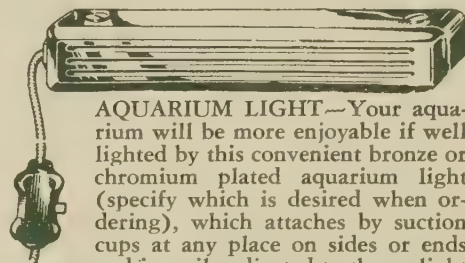 AQUARIUM LIGHT—Your aqua-
rium will be more enjoyable if well
lighted by this convenient bronze or
chromium plated aquarium light
(specify which is desired when or-
dering), which attaches by suction
cups at any place on sides or ends